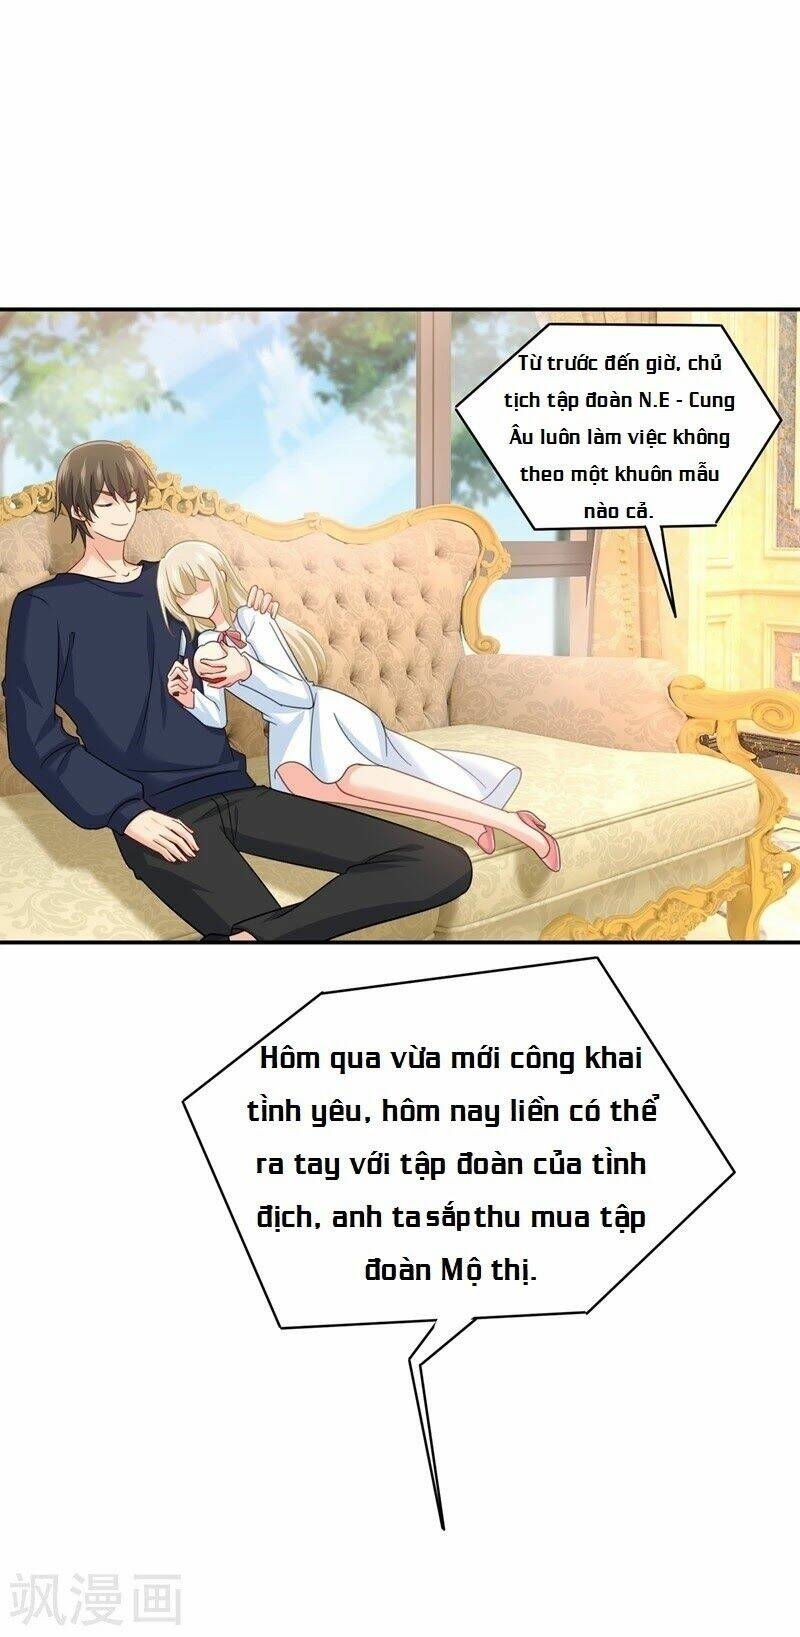 Từ trước đến giờ, chủ
tịch tập đoàn N.E - Cung
Âu luôn làm việc không
theo một khuôn mẫu
nào cả.
Hôm qua vừa mới công khai
tình yêu, hôm nay liền có thể
ra tay với tập đoàn của tình
địch, anh ta sắp thu mua tập
đoàn Mộ thị.
飒漫画